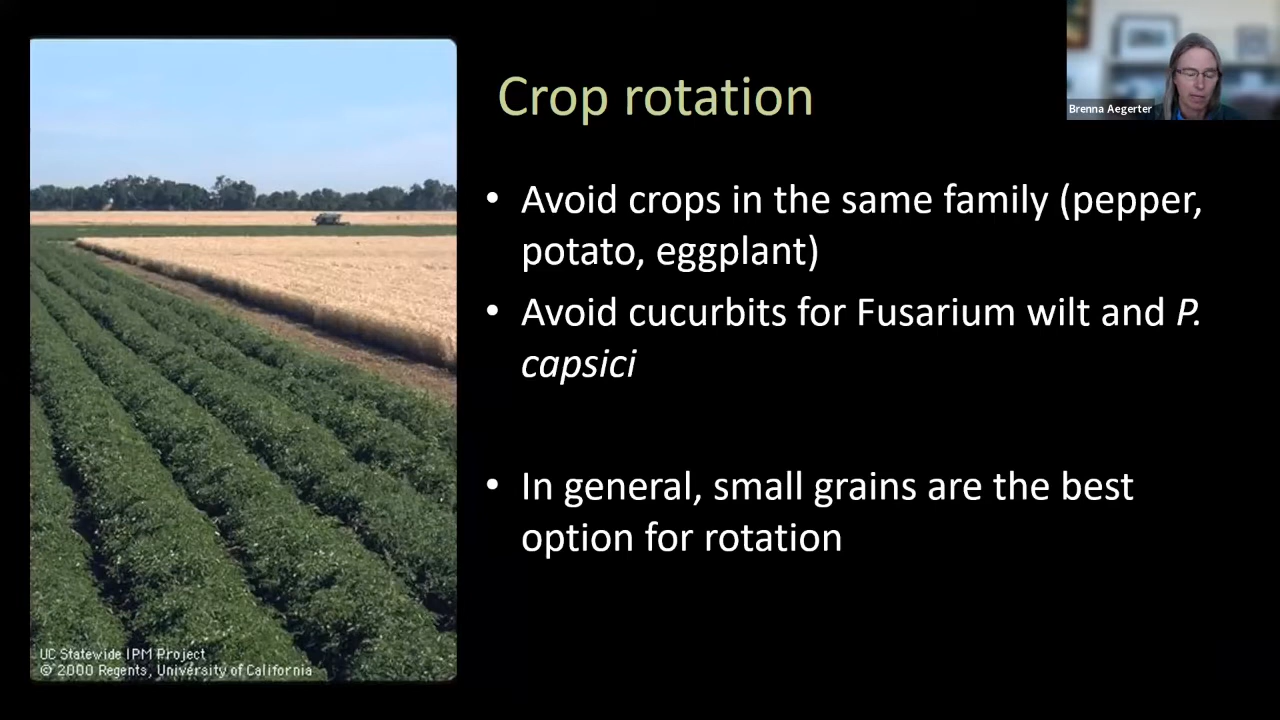 Crop rotation
Brenna Aegerter
• Avoid crops in the same family (pepper,
potato, eggplant)
• Avoid cucurbits for Fusarium wilt and P.
capsici
• In general, small grains are the best
option for rotation
UC Statewide IPM Project
© 2000 Regents, University of California